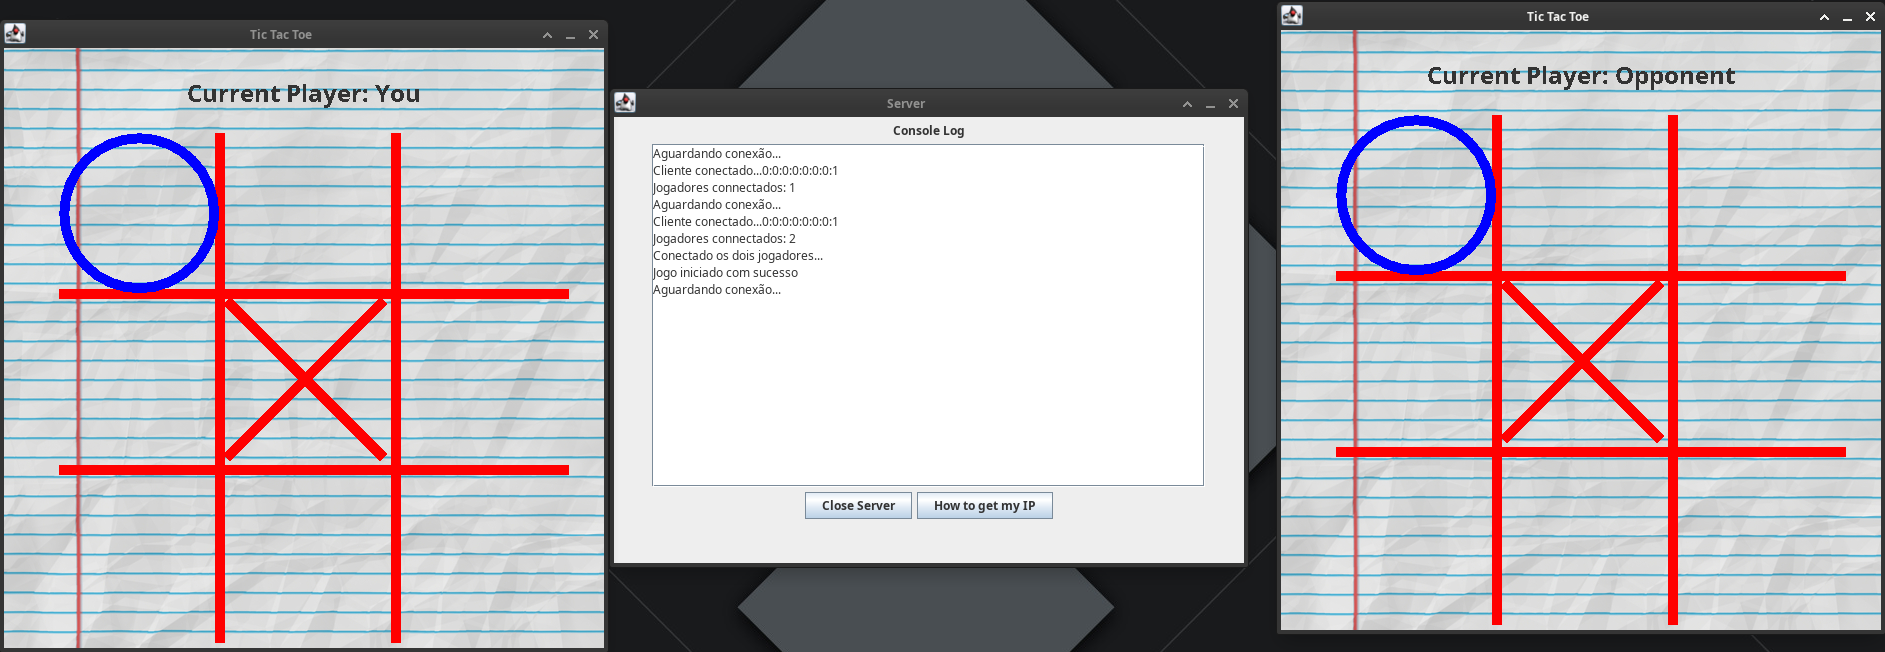 Tic Tac Toe
Current Player: You
Server
Console Log
Aguardando conexão...
Cliente conectado...0:0:0:0:0:0:0:1
Jogadores connectados: 1
Aguardando conexão...
Cliente conectado...0:0:0:0:0:0:0:1
Jogadores connectados: 2
Conectado os dois jogadores...
Jogo iniciado com sucesso
Aguardando conexão...
Close Server
How to get my IP
Tic Tac Toe
Current Player: Opponent